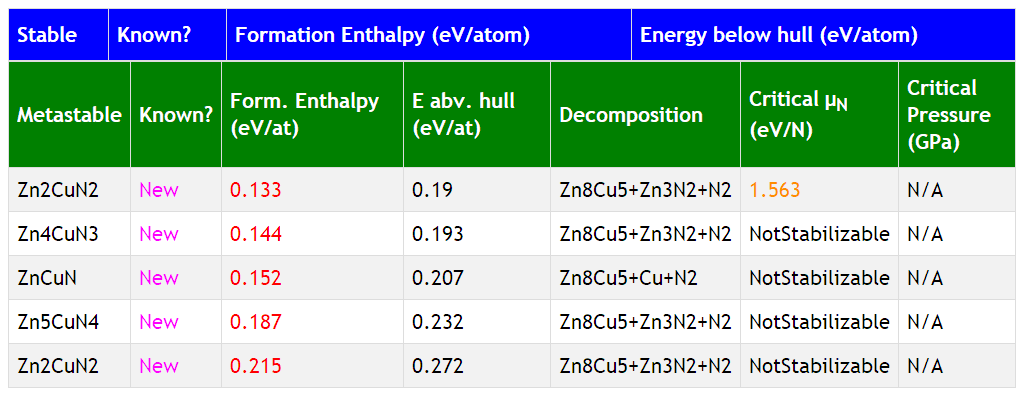 Stable Known? Formation Enthalpy (eV/atom) Energy below hull (eV/atom)
Metastable Known? Form. Enthalpy (eV/at) E abv. hull (eV/at) Decomposition Critical μN (eV/N) Critical Pressure (GPa)
Zn2CuN2 New 0.133 0.19 Zn8Cu5+Zn3N2+N2 1.563 N/A
Zn4CuN3 New 0.144 0.193 Zn8Cu5+Zn3N2+N2 NotStabilizable N/A
ZnCuN New 0.152 0.207 Zn8Cu5+Cu+N2 NotStabilizable N/A
Zn5CuN4 New 0.187 0.232 Zn8Cu5+Zn3N2+N2 NotStabilizable N/A
Zn2CuN2 New 0.215 0.272 Zn8Cu5+Zn3N2+N2 NotStabilizable N/A